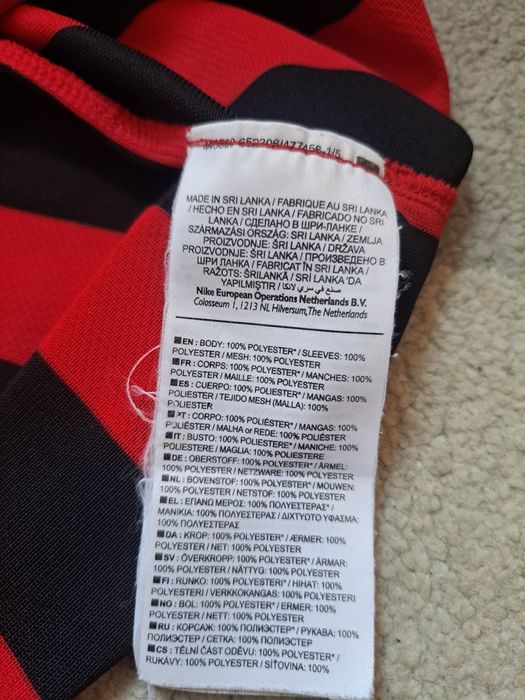 MADE IN SRI LANKA / FABRIQUE AU SRI LANKA
/ HECHO EN SRI LANKA / FABRICADO NO SRI
LANKA / СДЕЛАНО В ШРИ-ЛАНКЕ /
SZÁRMAZÁSI ORSZÁG: SRI LANKA / ZEMLJA
PROIZVODNJE: ŠRI LANKA / DRŽAVA
PROIZVODNJE: ŠRI LANKA / ПРОИЗВЕДЕНО В
ШРИ ЛАНКА / FABRICAT ÎN SRI LANKA /
RAŽOTS: ŠRILANKĀ / SRI LANKA 'DA
YAPILMIŞTIR / صنع في سري لانكا
Nike European Operations Netherlands B.V.
Colosseum 1, 1213 NL Hilversum, The Netherlands
EN : BODY: 100% POLYESTER* / SLEEVES: 100%
POLYESTER / MESH: 100% POLYESTER
FR : CORPS: 100% POLYESTER* / MANCHES: 100%
POLYESTER / MAILLE: 100% POLYESTER
ES : CUERPO: 100% POLIÉSTER* / MANGAS: 100%
POLIÉSTER / TEJIDO MESH (MALLA): 100%
POLIÉSTER
PT : CORPO: 100% POLIÉSTER* / MANGAS: 100%
POLIÉSTER / MALHA or REDE: 100% POLIÉSTER
IT : BUSTO: 100% POLIESTERE* / MANICHE: 100%
POLIESTERE / MAGLIA: 100% POLIESTERE
DE : OBERSTOFF: 100% POLYESTER* / ÄRMEL:
100% POLYESTER / NETZWARE: 100% POLYESTER
NL : BOVENSTOF: 100% POLYESTER* / MOUWEN:
100% POLYESTER / NETSTOF: 100% POLYESTER
EL : ΕΠΑΝΩ ΜΕΡΟΣ: 100% ΠΟΛΥΕΣΤΕΡΑΣ* /
ΜΑΝΙΚΙΑ: 100% ΠΟΛΥΕΣΤΕΡΑΣ / ΔΙΧΤΥΩΤΟ ΥΦΑΣΜΑ:
100% ΠΟΛΥΕΣΤΕΡΑΣ
DA : KROP: 100% POLYESTER* / ÆRMER: 100%
POLYESTER / NET: 100% POLYESTER
SV : ÖVERKROPP: 100% POLYESTER* / ÄRMAR:
100% POLYESTER / NÄTTYG: 100% POLYESTER
FI : RUNKO: 100% POLYESTERI* / HIHAT: 100%
POLYESTERI / VERKKOKANGAS: 100% POLYESTERI
NO : BOL: 100% POLYESTER* / ERMER: 100%
POLYESTER / NETT: 100% POLYESTER
RU : КОРСАЖ: 100% ПОЛИЭСТЕР* / РУКАВА: 100%
ПОЛИЭСТЕР / СЕТКА: 100% ПОЛИЭСТЕР
CS : TĚLNÍ ČÁST ODĚVU: 100% POLYESTER* /
RUKÁVY: 100% POLYESTER / SÍŤOVINA: 100%